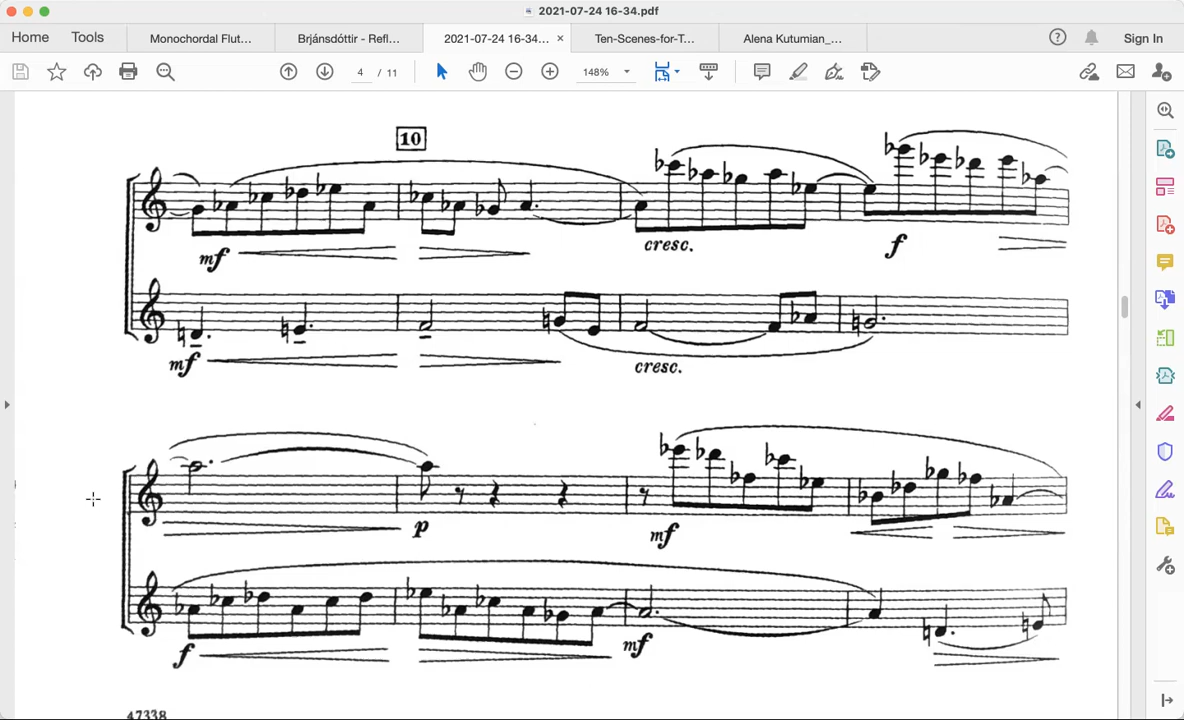 2021-07-24 16-34.pdf
Home Tools Monochordal Flut... Brjánsdóttir - Refl... 2021-07-24 16-34... × Ten-Scenes-for-T... Alena Kutumian_... Sign In
4 / 11 148%
10
mf
cresc.
f
mf
cresc.
p
mf
f
mf
47338